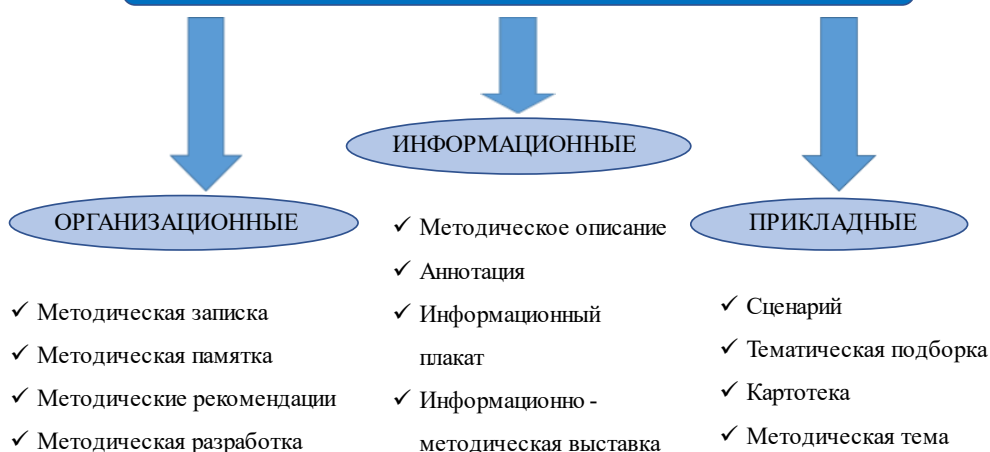 ИНФОРМАЦИОННЫЕ
ОРГАНИЗАЦИОННЫЕ
ПРИКЛАДНЫЕ
✓ Методическая записка
✓ Методическая памятка
✓ Методические рекомендации
✓ Методическая разработка
✓ Методическое описание
✓ Аннотация
✓ Информационный
плакат
✓ Информационно -
методическая выставка
✓ Сценарий
✓ Тематическая подборка
✓ Картотека
✓ Методическая тема